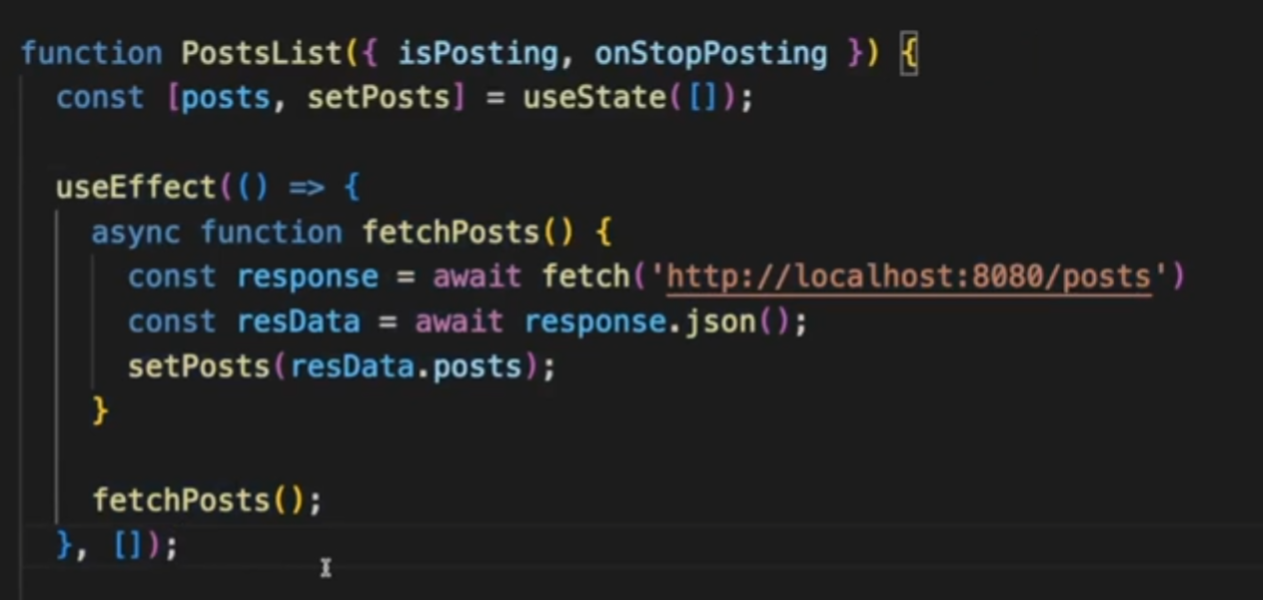 function PostsList({ isPosting, onStopPosting }) {
const [posts, setPosts] = useState([]);
useEffect(() => {
async function fetchPosts() {
const response = await fetch('http://localhost:8080/posts')
const resData = await response.json();
setPosts(resData.posts);
}
fetchPosts();
}, []);